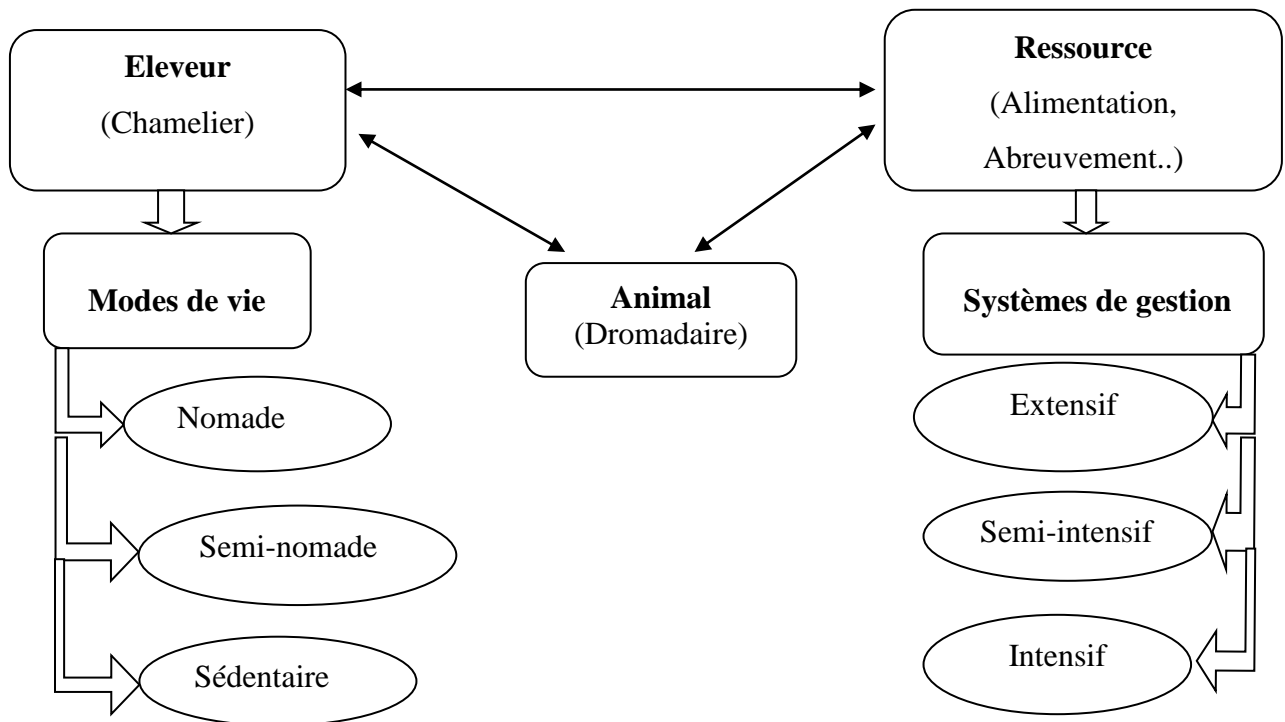 Eleveur
(Chamelier)
Ressource
(Alimentation,
Abreuvement..)
Modes de vie
Animal
(Dromadaire)
Systèmes de gestion
Nomade
Extensif
Semi-nomade
Semi-intensif
Sédentaire
Intensif